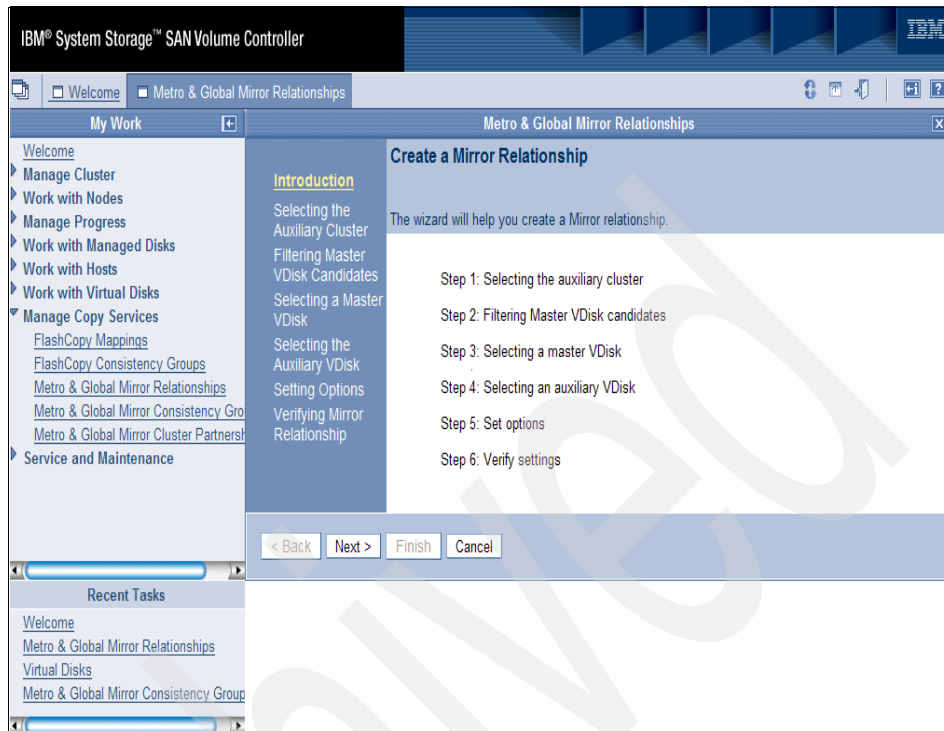 IBM® System Storage™ SAN Volume Controller
IBM
Welcome
Metro & Global Mirror Relationships
?
My Work
Welcome
Manage Cluster
Work with Nodes
Manage Progress
Work with Managed Disks
Work with Hosts
Work with Virtual Disks
Manage Copy Services
FlashCopy Mappings
FlashCopy Consistency Groups
Metro & Global Mirror Relationships
Metro & Global Mirror Consistency Gro
Metro & Global Mirror Cluster Partnersh
Service and Maintenance
Recent Tasks
Welcome
Metro & Global Mirror Relationships
Virtual Disks
Metro & Global Mirror Consistency Group
Metro & Global Mirror Relationships
Introduction
Selecting the
Auxiliary Cluster
Filtering Master
VDisk Candidates
Selecting a Master
VDisk
Selecting the
Auxiliary VDisk
Setting Options
Verifying Mirror
Relationship
Create a Mirror Relationship
The wizard will help you create a Mirror relationship.
Step 1: Selecting the auxiliary cluster
Step 2: Filtering Master VDisk candidates
Step 3: Selecting a master VDisk
Step 4: Selecting an auxiliary VDisk
Step 5: Set options
Step 6: Verify settings
< Back Next > Finish Cancel
hived